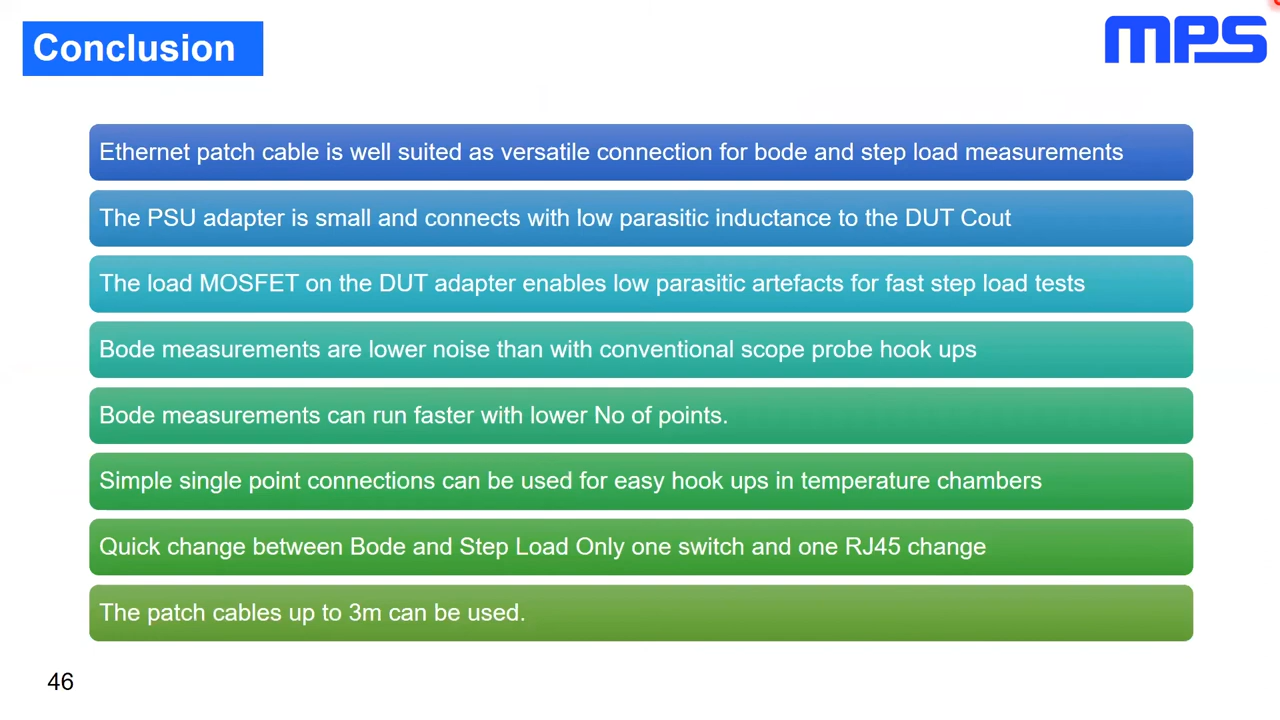 Conclusion
mps
Ethernet patch cable is well suited as versatile connection for bode and step load measurements
The PSU adapter is small and connects with low parasitic inductance to the DUT Cout
The load MOSFET on the DUT adapter enables low parasitic artefacts for fast step load tests
Bode measurements are lower noise than with conventional scope probe hook ups
Bode measurements can run faster with lower No of points.
Simple single point connections can be used for easy hook ups in temperature chambers
Quick change between Bode and Step Load Only one switch and one RJ45 change
The patch cables up to 3m can be used.
46